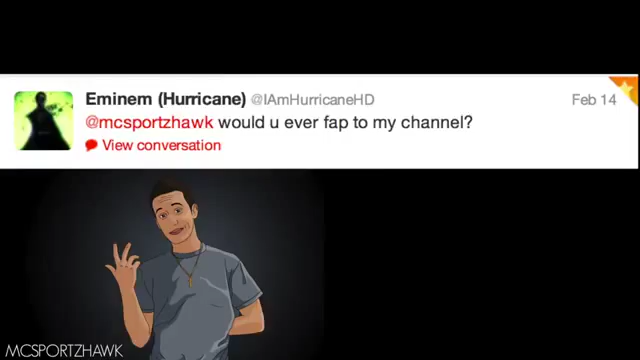 Eminem (Hurricane) @IAmHurricaneHD Feb 14
@mcsportzhawk would u ever fap to my channel?
View conversation
MCSPORTZHAWK